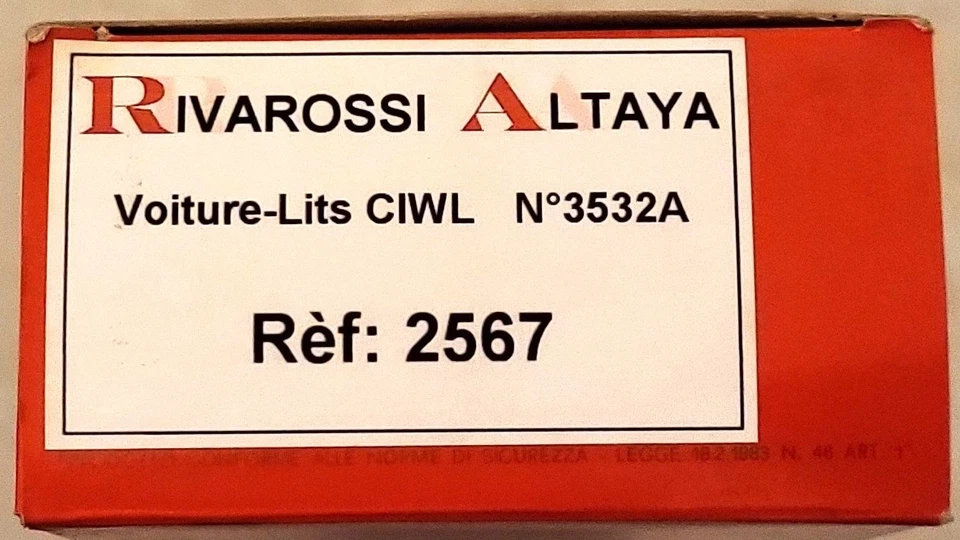 RIVAROSSI ALTAYA
Voiture-Lits CIWL N°3532A
Rèf: 2567
CONFORME ALLE NORME DI SICUREZZA - LEGGE 18.2.1983 N. 46 ART "1"